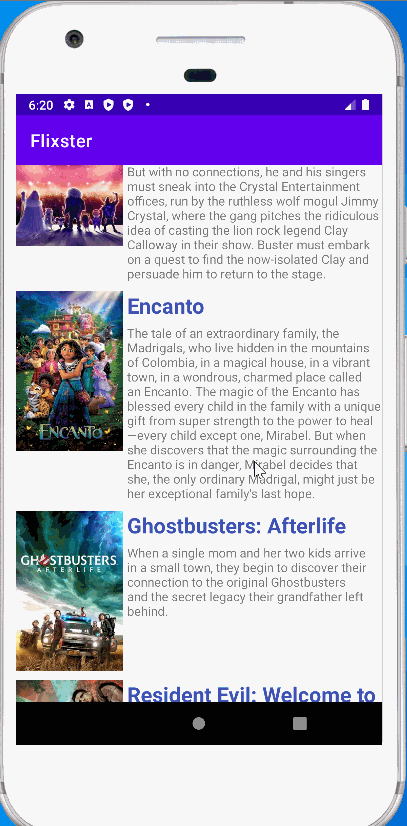 6:20
Flixster
But with no connections, he and his singers
must sneak into the Crystal Entertainment
offices, run by the ruthless wolf mogul Jimmy
Crystal, where the gang pitches the ridiculous
idea of casting the lion rock legend Clay
Calloway in their show. Buster must embark
on a quest to find the now-isolated Clay and
persuade him to return to the stage.
Encanto
The tale of an extraordinary family, the
Madrigals, who live hidden in the mountains
of Colombia, in a magical house, in a vibrant
town, in a wondrous, charmed place called
an Encanto. The magic of the Encanto has
blessed every child in the family with a unique
gift from super strength to the power to heal
—every child except one, Mirabel. But when
she discovers that the magic surrounding the
Encanto is in danger, Mirabel decides that
she, the only ordinary Madrigal, might just be
her exceptional family's last hope.
ENCANTO
Ghostbusters: Afterlife
When a single mom and her two kids arrive
in a small town, they begin to discover their
connection to the original Ghostbusters
and the secret legacy their grandfather left
behind.
GHOSTBUSTERS
AFTERLIFE
Resident Evil: Welcome to